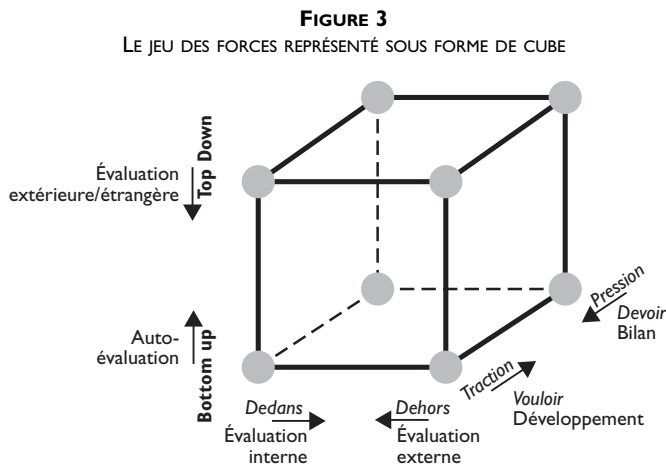 FIGURE 3
LE JEU DES FORCES REPRÉSENTÉ SOUS FORME DE CUBE
Évaluation
extérieure/étrangère
Top Down
Auto-
évaluation
Bottom up
Dedans
Évaluation
interne
Dehors
Évaluation
externe
Traction
Vouloir
Développement
Pression
Devoir
Bilan